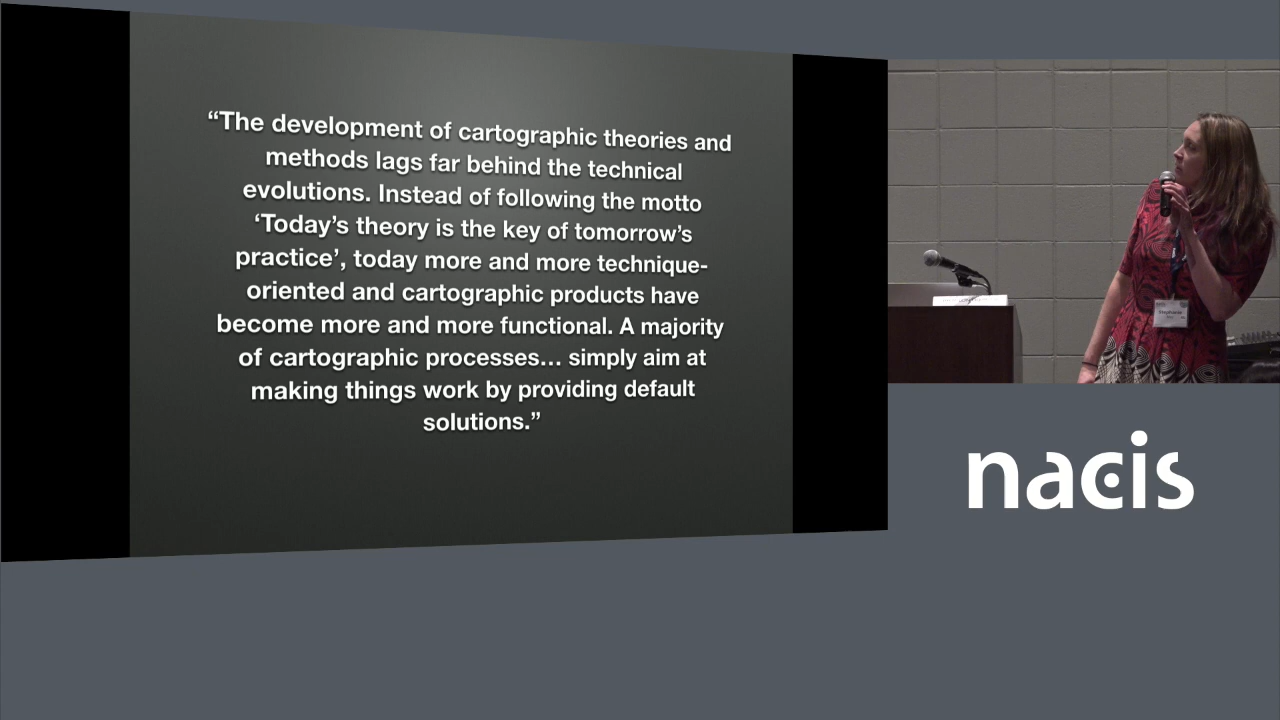 “The development of cartographic theories and
methods lags far behind the technical
evolutions. Instead of following the motto
‘Today’s theory is the key of tomorrow’s
practice’, today more and more technique-
oriented and cartographic products have
become more and more functional. A majority
of cartographic processes… simply aim at
making things work by providing default
solutions.”
Stephanie
nacis